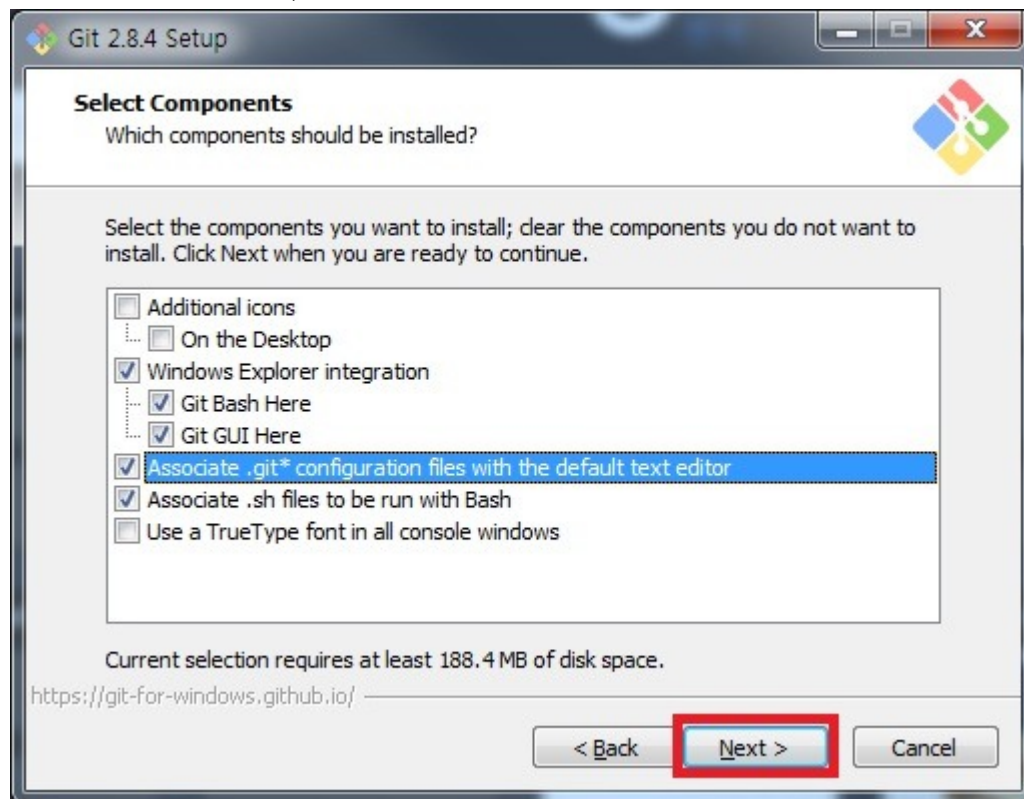 Git 2.8.4 Setup
Select Components
Which components should be installed?
Select the components you want to install; clear the components you do not want to
install. Click Next when you are ready to continue.
Additional icons
On the Desktop
Windows Explorer integration
Git Bash Here
Git GUI Here
Associate .git* configuration files with the default text editor
Associate .sh files to be run with Bash
Use a TrueType font in all console windows
Current selection requires at least 188.4 MB of disk space.
https://git-for-windows.github.io/
< Back Next > Cancel